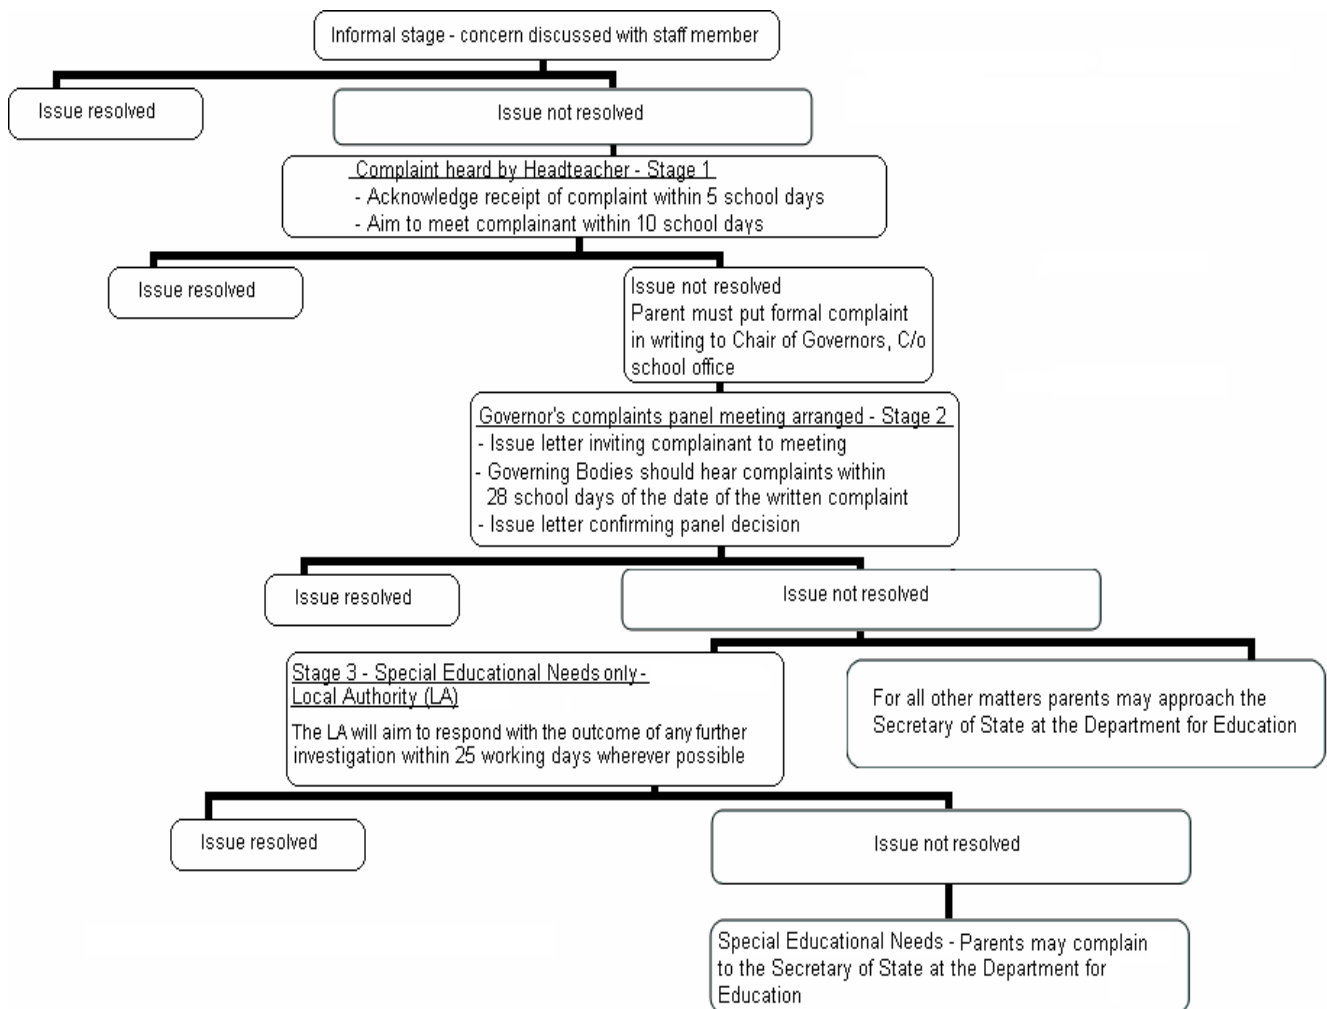 Informal stage - concern discussed with staff member
Issue resolved
Issue not resolved
Complaint heard by Headteacher - Stage 1
- Acknowledge receipt of complaint within 5 school days
- Aim to meet complainant within 10 school days
Issue resolved
Issue not resolved
Parent must put formal complaint
in writing to Chair of Governors, C/o
school office
Governor's complaints panel meeting arranged - Stage 2
- Issue letter inviting complainant to meeting
- Governing Bodies should hear complaints within
28 school days of the date of the written complaint
- Issue letter confirming panel decision
Issue resolved
Issue not resolved
Stage 3 - Special Educational Needs only -
Local Authority (LA)
The LA will aim to respond with the outcome of any further
investigation within 25 working days wherever possible
For all other matters parents may approach the
Secretary of State at the Department for Education
Issue resolved
Issue not resolved
Special Educational Needs - Parents may complain
to the Secretary of State at the Department for
Education